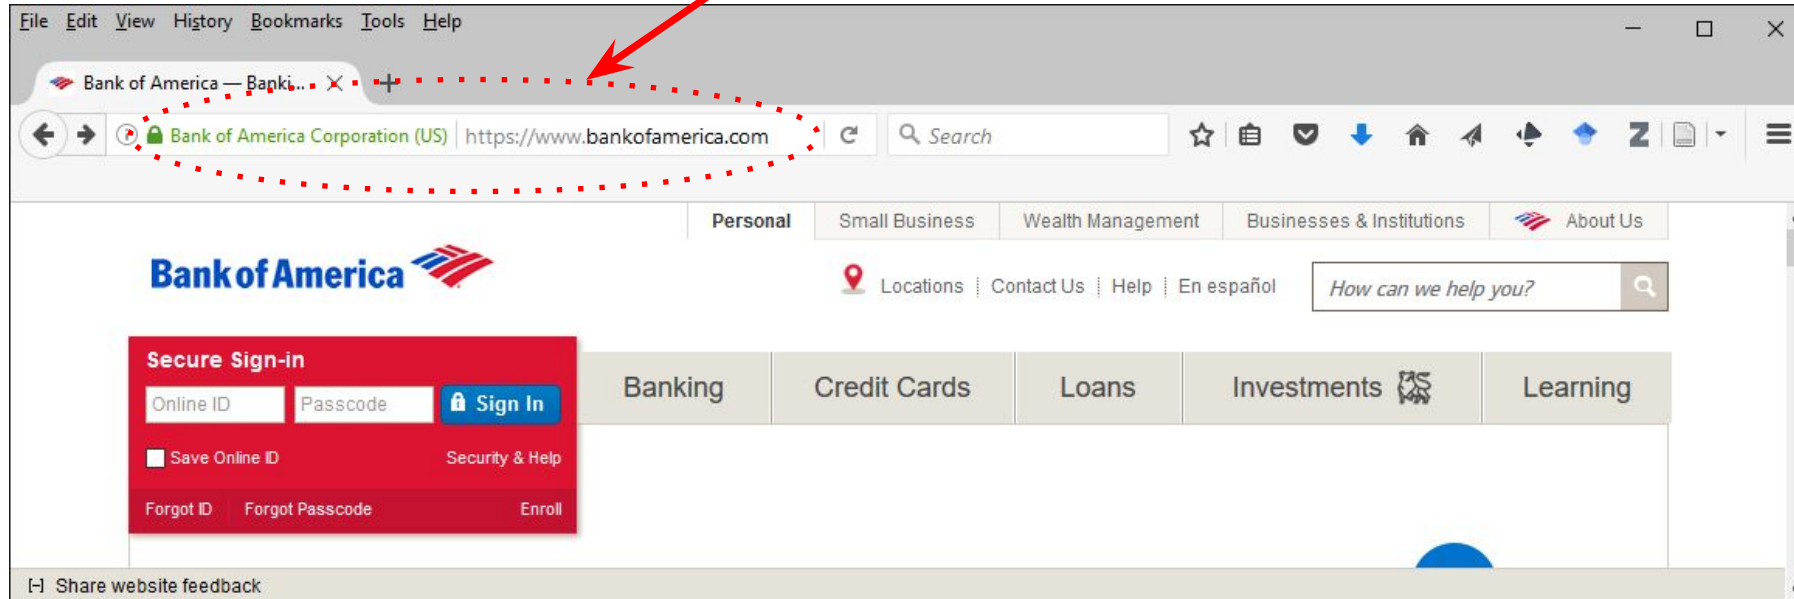 File Edit View History Bookmarks Tools Help
Bank of America — Banki...
Bank of America Corporation (US) https://www.bankofamerica.com Search
Personal Small Business Wealth Management Businesses & Institutions About Us
Bank of America
Locations Contact Us Help En español How can we help you?
Secure Sign-in
Online ID Passcode Sign In
Banking Credit Cards Loans Investments Learning
Save Online ID Security & Help
Forgot ID Forgot Passcode Enroll
[-] Share website feedback